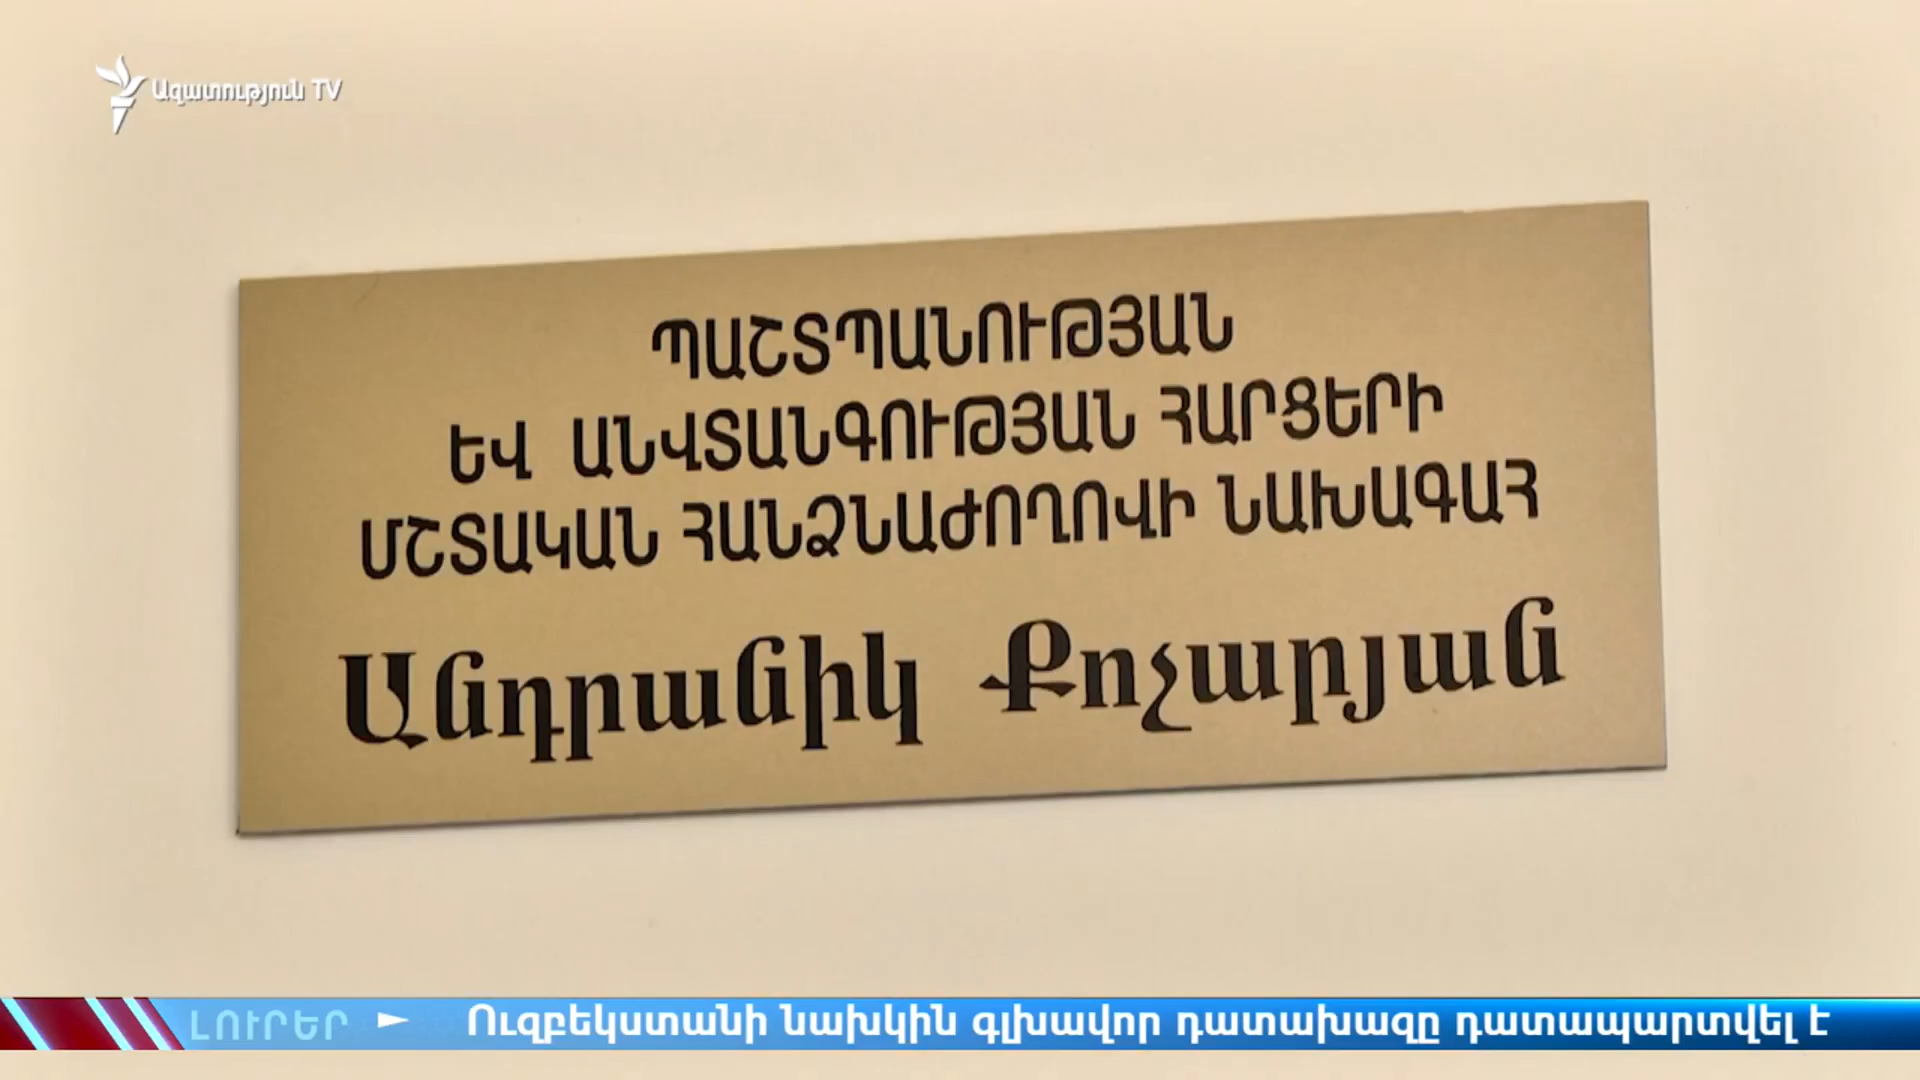 Ազատություն TV
ՊԱՇՏՊԱՆՈՒԹՅԱՆ
ԵՎ ԱՆՎՏԱՆԳՈՒԹՅԱՆ ՀԱՐՑԵՐԻ
ՄՇՏԱԿԱՆ ՀԱՆՁՆԱԺՈՂՈՎԻ ՆԱԽԱԳԱՀ
Անդրանիկ Քոչարյան
ԼՈՒՐԵՐ ► Ուզբեկստանի նախկին գլխավոր դատախազը դատապարտվել է